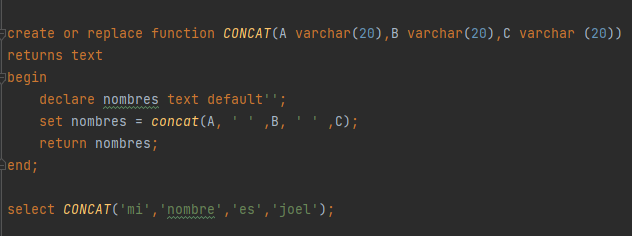 create or replace function CONCAT(A varchar(20),B varchar(20),C varchar (20))
returns text
begin
declare nombres text default'';
set nombres = concat(A, ' ' ,B, ' ' ,C);
return nombres;
end;
select CONCAT('mi','nombre','es','joel');